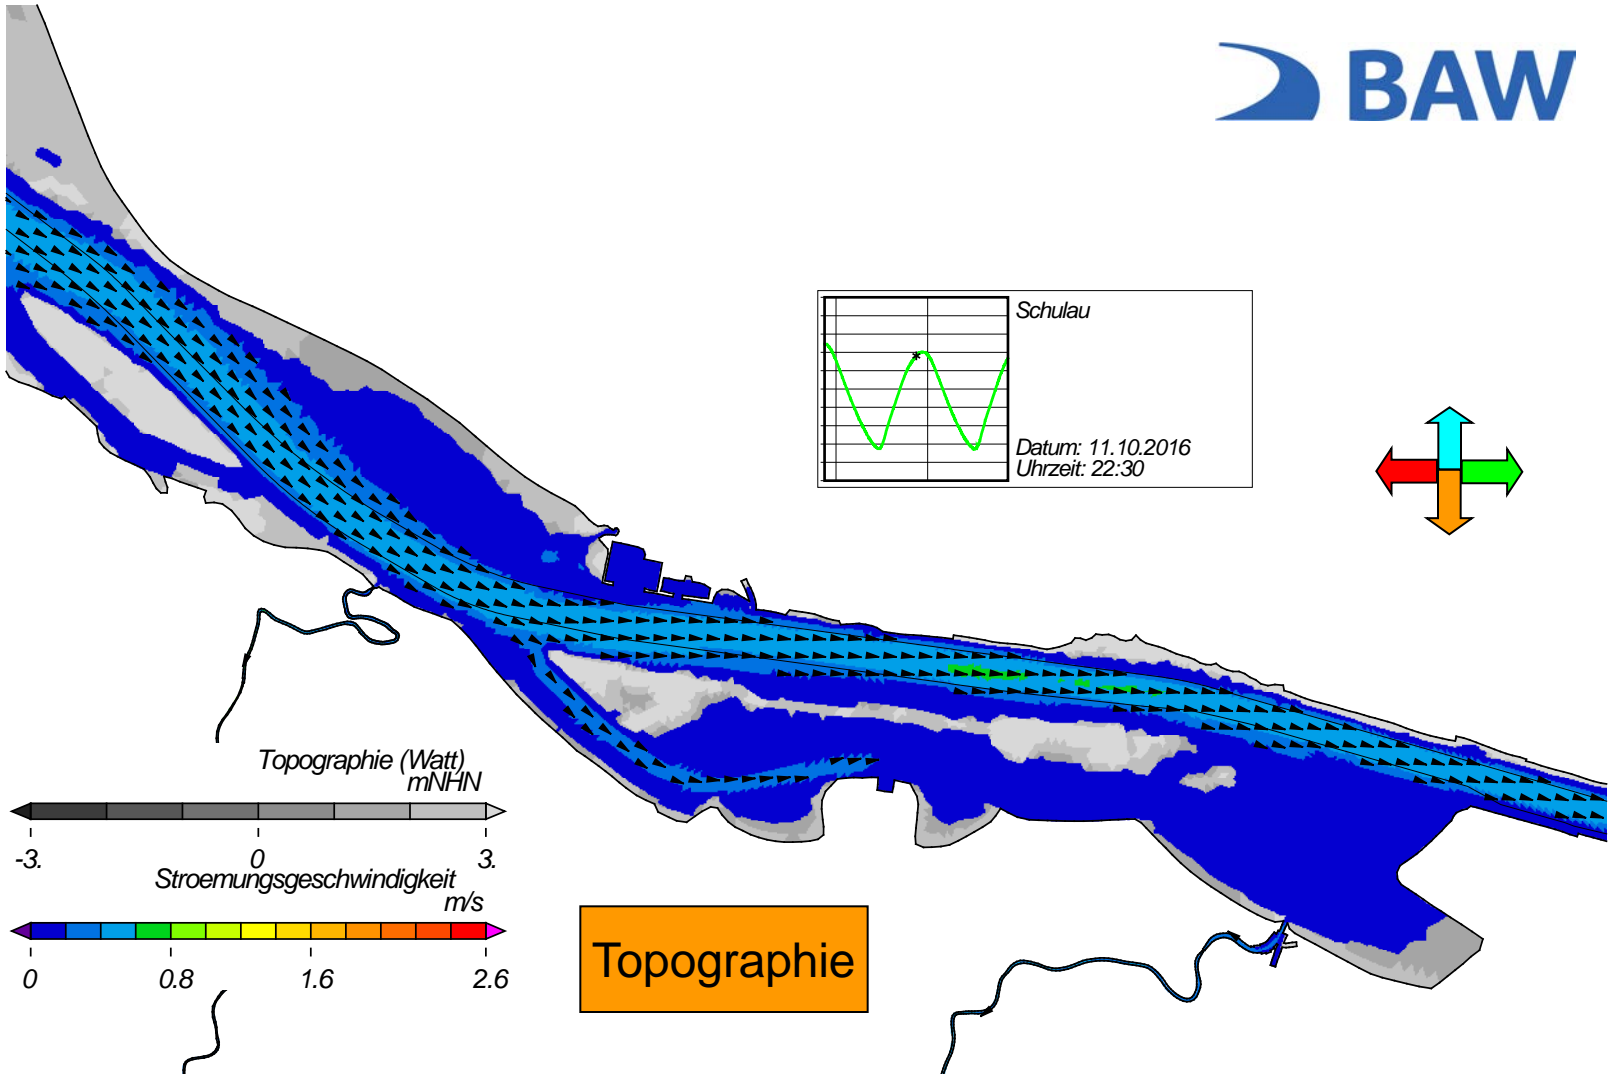 BAW
Schulau
Datum: 11.10.2016
Uhrzeit: 22:30
Topographie (Watt)
mNHN
-3. 0 3.
Stroemungsgeschwindigkeit
m/s
0 0.8 1.6 2.6
Topographie